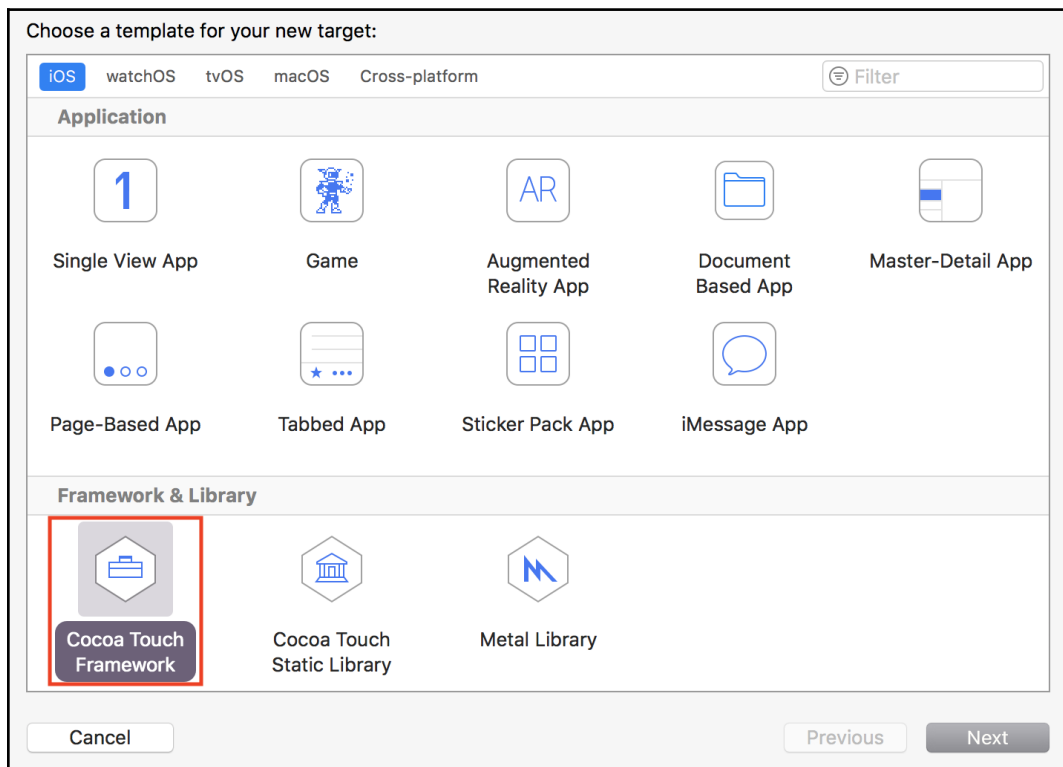 Choose a template for your new target:
iOS watchOS tvOS macOS Cross-platform Filter
Application
1 AR
Single View App Game Augmented Document Master-Detail App
Reality App Based App
Page-Based App Tabbed App Sticker Pack App iMessage App
Framework & Library
Cocoa Touch Cocoa Touch Metal Library
Framework Static Library
Cancel Previous Next